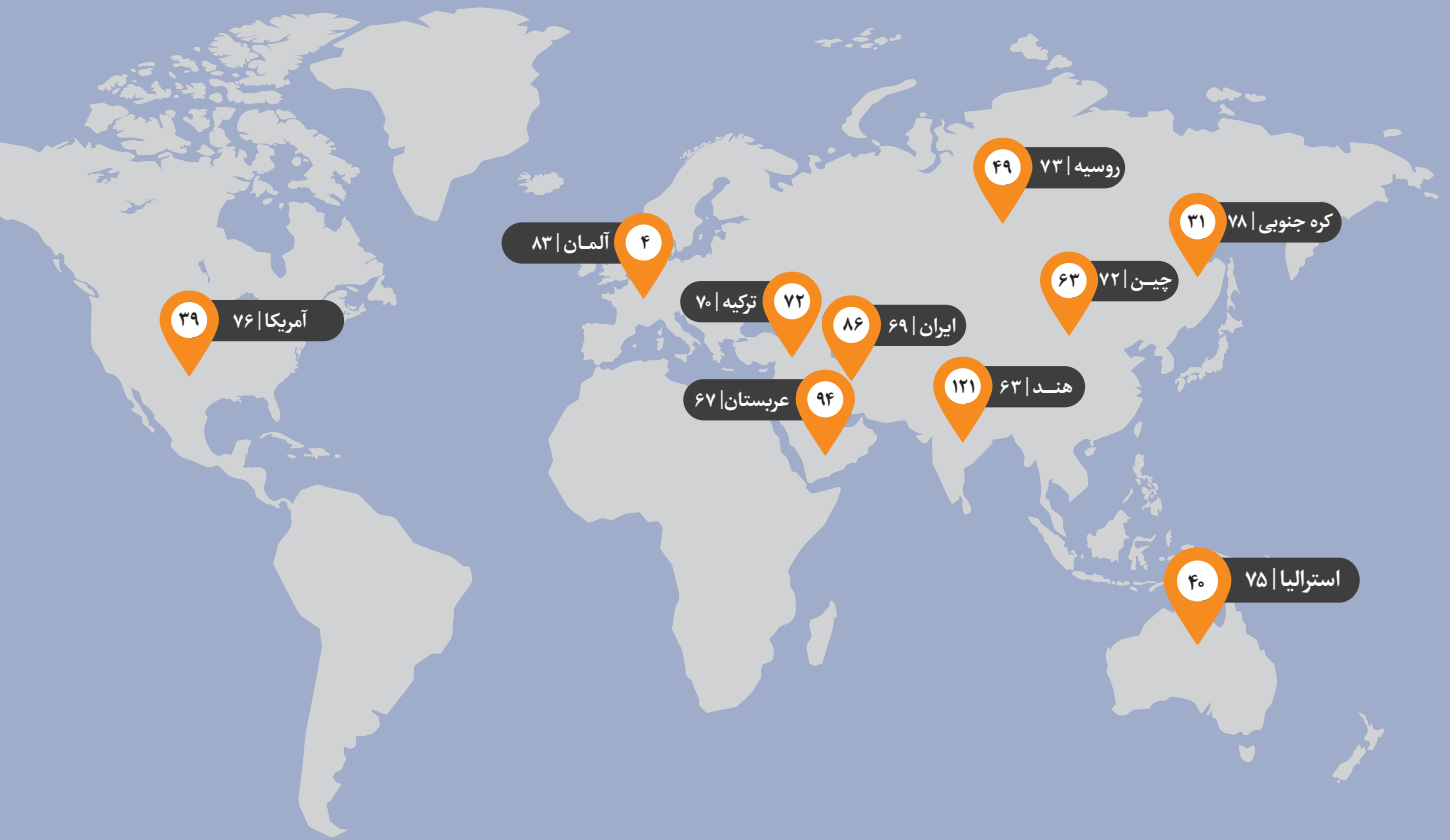 روسیه | ۷۳
۴۹
کره جنوبی | ۷۸
۳۱
آلمـان | ۸۳
۴
چیـن | ۷۲
۶۳
ترکیه | ۷۰
۷۲
ایران | ۶۹
۸۶
آمریکا | ۷۶
۳۹
هنــد | ۶۳
۱۲۱
عربستان | ۶۷
۹۴
استرالیا | ۷۵
۴۰